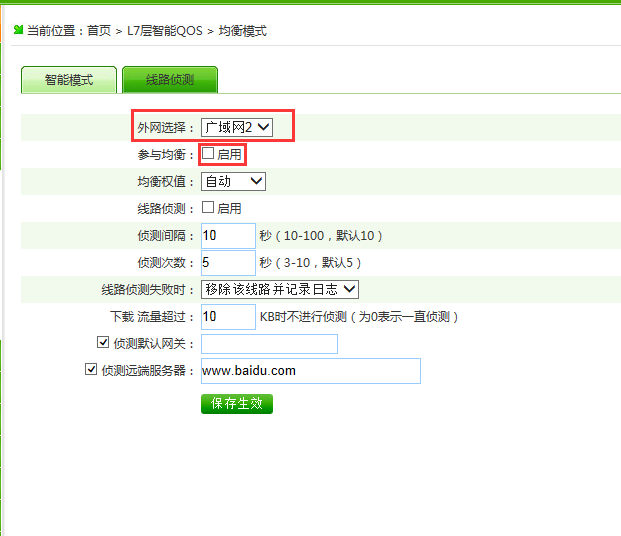 当前位置：首页 > L7层智能QOS > 均衡模式
智能模式 线路侦测
外网选择： 广域网2
参与均衡： 启用
均衡权值： 自动
线路侦测： 启用
侦测间隔： 10 秒（10-100，默认10）
侦测次数： 5 秒（3-10，默认5）
线路侦测失败时： 移除该线路并记录日志
下载 流量超过： 10 KB时不进行侦测（为0表示一直侦测）
侦测默认网关：
侦测远端服务器： www.baidu.com
保存生效